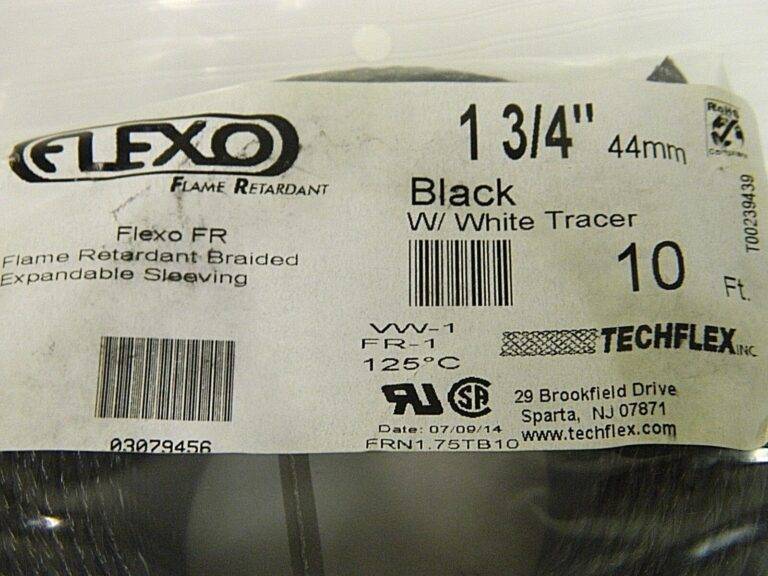 FLEXO
FLAME RETARDANT
Flexo FR
Flame Retardant Braided
Expandable Sleeving
03079456
1 3/4" 44mm
Black
W/ White Tracer
10 Ft.
VW-1
FR-1
125°C
Date: 07/09/14
FRN1.75TB10
TECHFLEX INC.
29 Brookfield Drive
Sparta, NJ 07871
www.techflex.com
RoHS
Compliant
T00239439